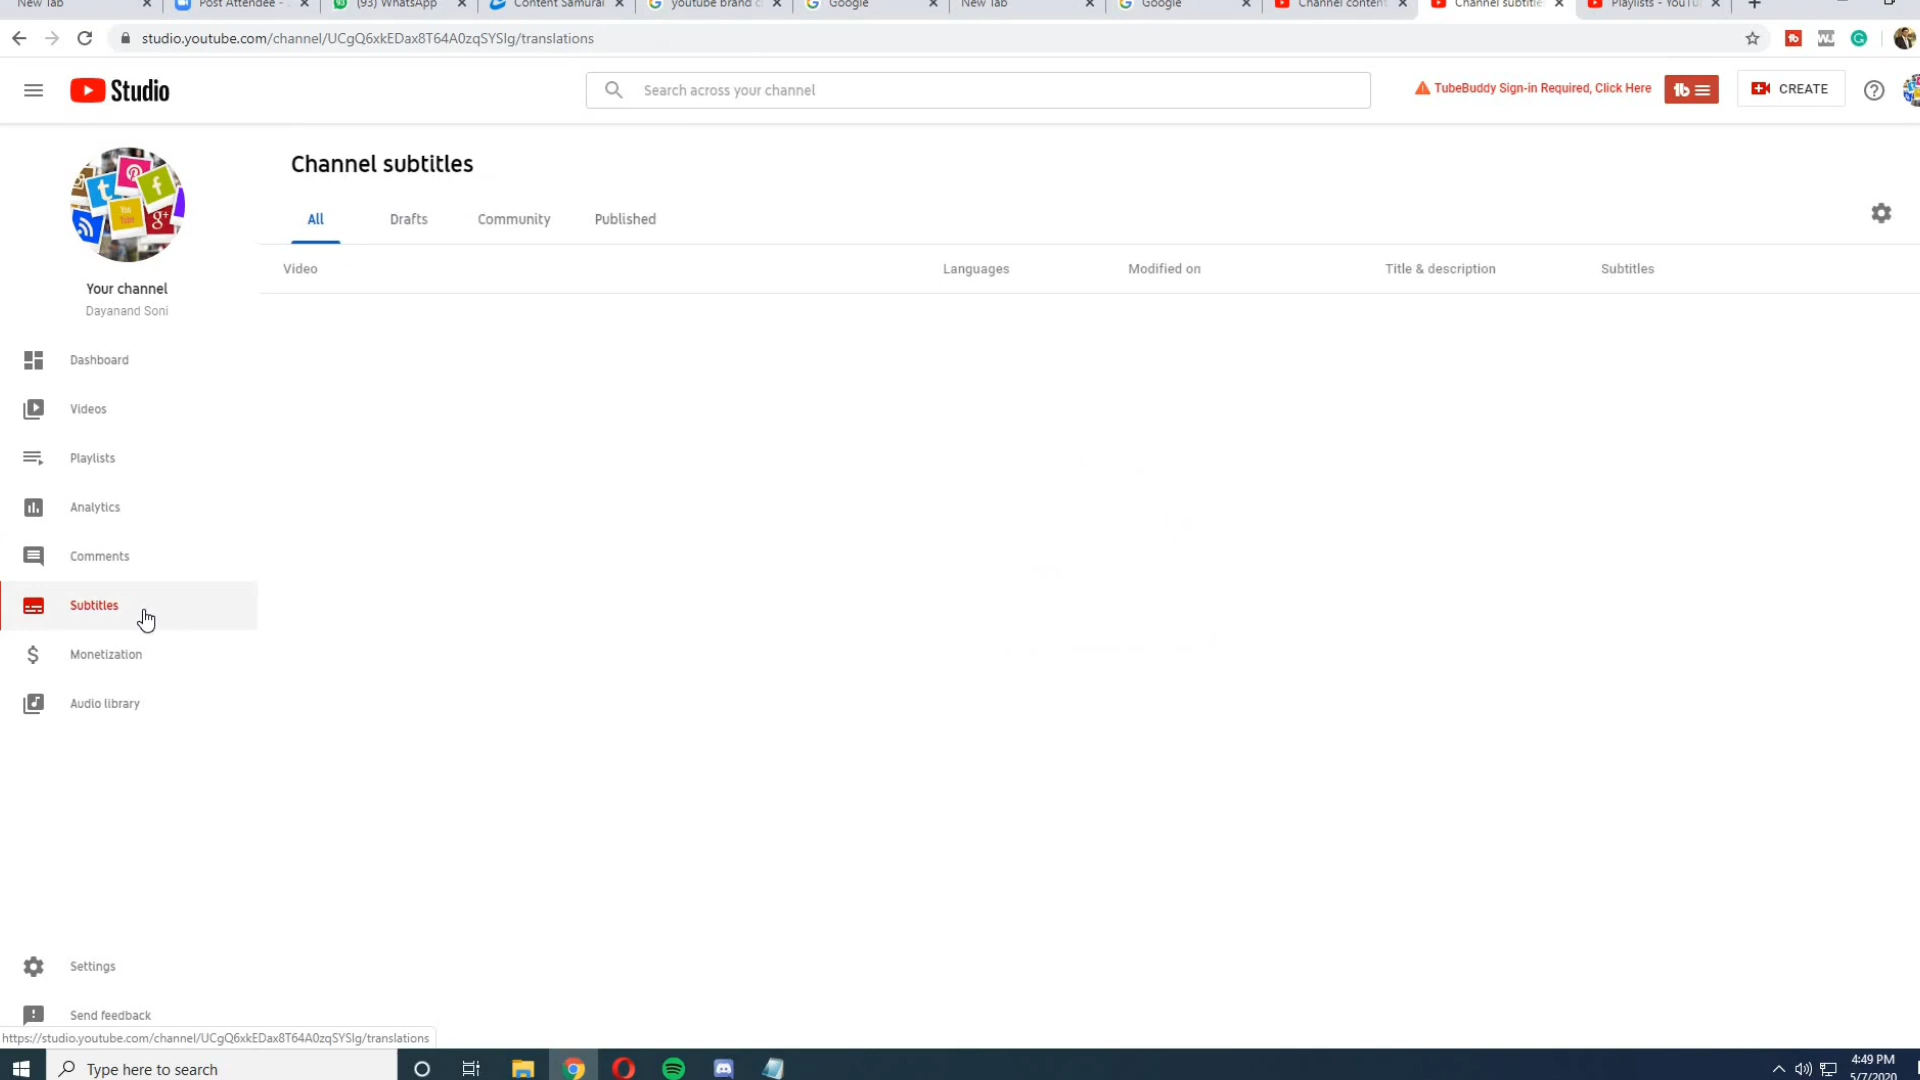 New Tab
Post Attendee -
(93) WhatsApp
Content Samurai
youtube brand c
Google
New Tab
Google
Channel content
Channel subtitle
Playlists - YouTu
studio.youtube.com/channel/UCgQ6xkEDax8T64A0zqSYSlg/translations
Studio
Search across your channel
TubeBuddy Sign-in Required, Click Here
CREATE
Channel subtitles
All
Drafts
Community
Published
Video
Languages
Modified on
Title & description
Subtitles
Your channel
Dayanand Soni
Dashboard
Videos
Playlists
Analytics
Comments
Subtitles
Monetization
Audio library
Settings
Send feedback
https://studio.youtube.com/channel/UCgQ6xkEDax8T64A0zqSYSlg/translations
Type here to search
4:49 PM
5/7/2020